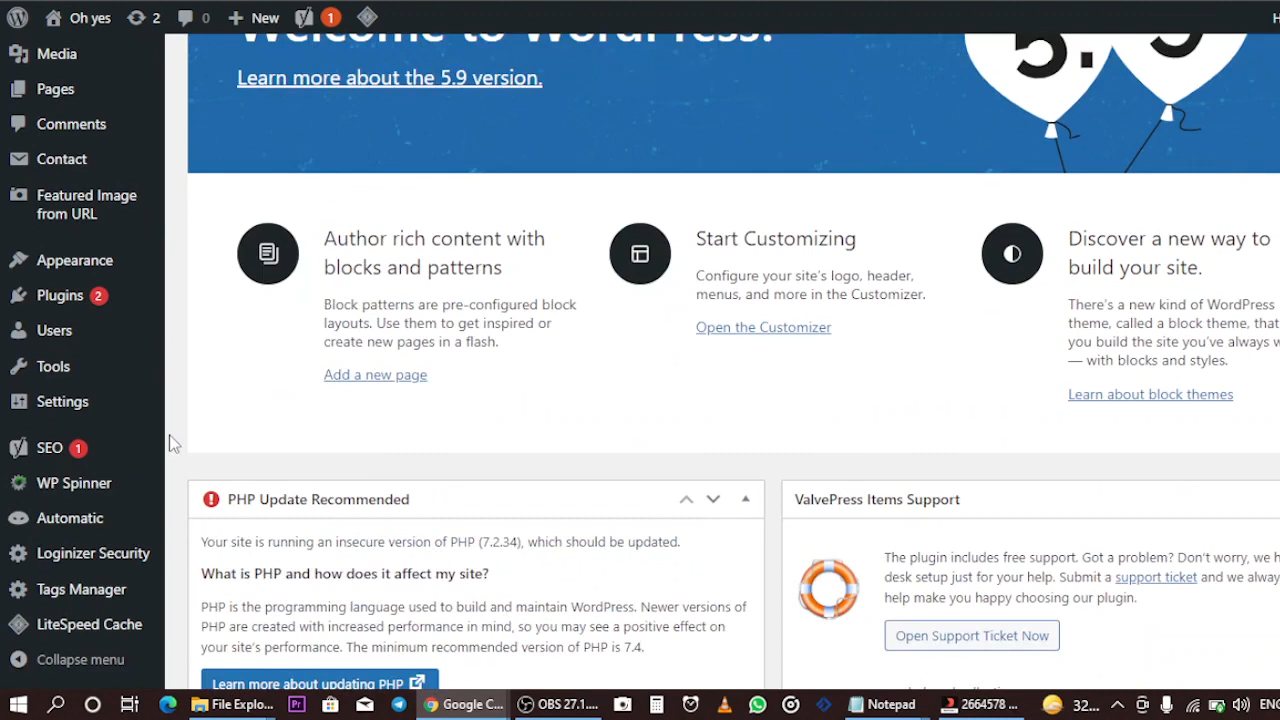 Oh yes 2 0 New 1 H
Media
Pages
Comments
Contact
Featured Image
from URL
Appearance
Plugins 2
Users
Tools
Settings
SEO 1
WP Spinner
Automatic
Loginizer Security
Tags Manager
LiteSpeed Cache
Collapse menu
Welcome to WordPress!
Learn more about the 5.9 version.
5.9
Author rich content with
blocks and patterns
Block patterns are pre-configured block
layouts. Use them to get inspired or
create new pages in a flash.
Add a new page
Start Customizing
Configure your site's logo, header,
menus, and more in the Customizer.
Open the Customizer
Discover a new way to
build your site.
There's a new kind of WordPress
theme, called a block theme, that
you build the site you've always w
— with blocks and styles.
Learn about block themes
PHP Update Recommended
Your site is running an insecure version of PHP (7.2.34), which should be updated.
What is PHP and how does it affect my site?
PHP is the programming language used to build and maintain WordPress. Newer versions of
PHP are created with increased performance in mind, so you may see a positive effect on
your site's performance. The minimum recommended version of PHP is 7.4.
Learn more about updating PHP
ValvePress Items Support
The plugin includes free support. Got a problem? Don't worry, we h
desk setup just for your help. Submit a support ticket and we alway
help make you happy choosing our plugin.
Open Support Ticket Now
File Explo... Pr Google C... OBS 27.1.... Notepad 2664578 ... 32... ENG